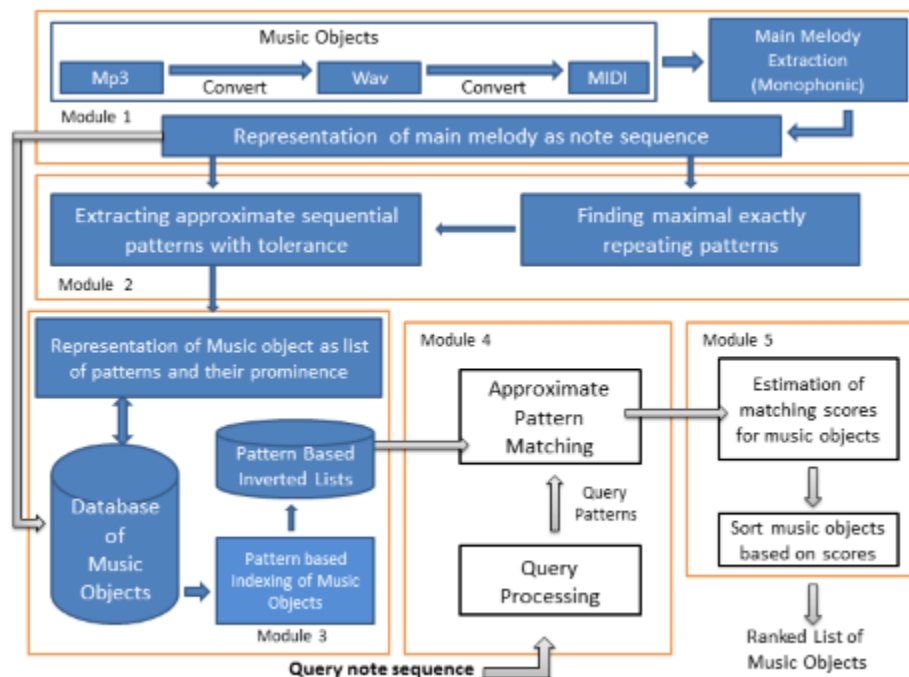 Music Objects
Mp3
Convert
Wav
Convert
MIDI
Main Melody
Extraction
(Monophonic)
Module 1
Representation of main melody as note sequence
Extracting approximate sequential
patterns with tolerance
Finding maximal exactly
repeating patterns
Module 2
Representation of Music object as list
of patterns and their prominence
Pattern Based
Inverted Lists
Database
of
Music
Objects
Pattern based
Indexing of Music
Objects
Module 3
Module 4
Approximate
Pattern
Matching
Query
Patterns
Query
Processing
Query note sequence
Module 5
Estimation of
matching scores
for music objects
Sort music objects
based on scores
Ranked List of
Music Objects